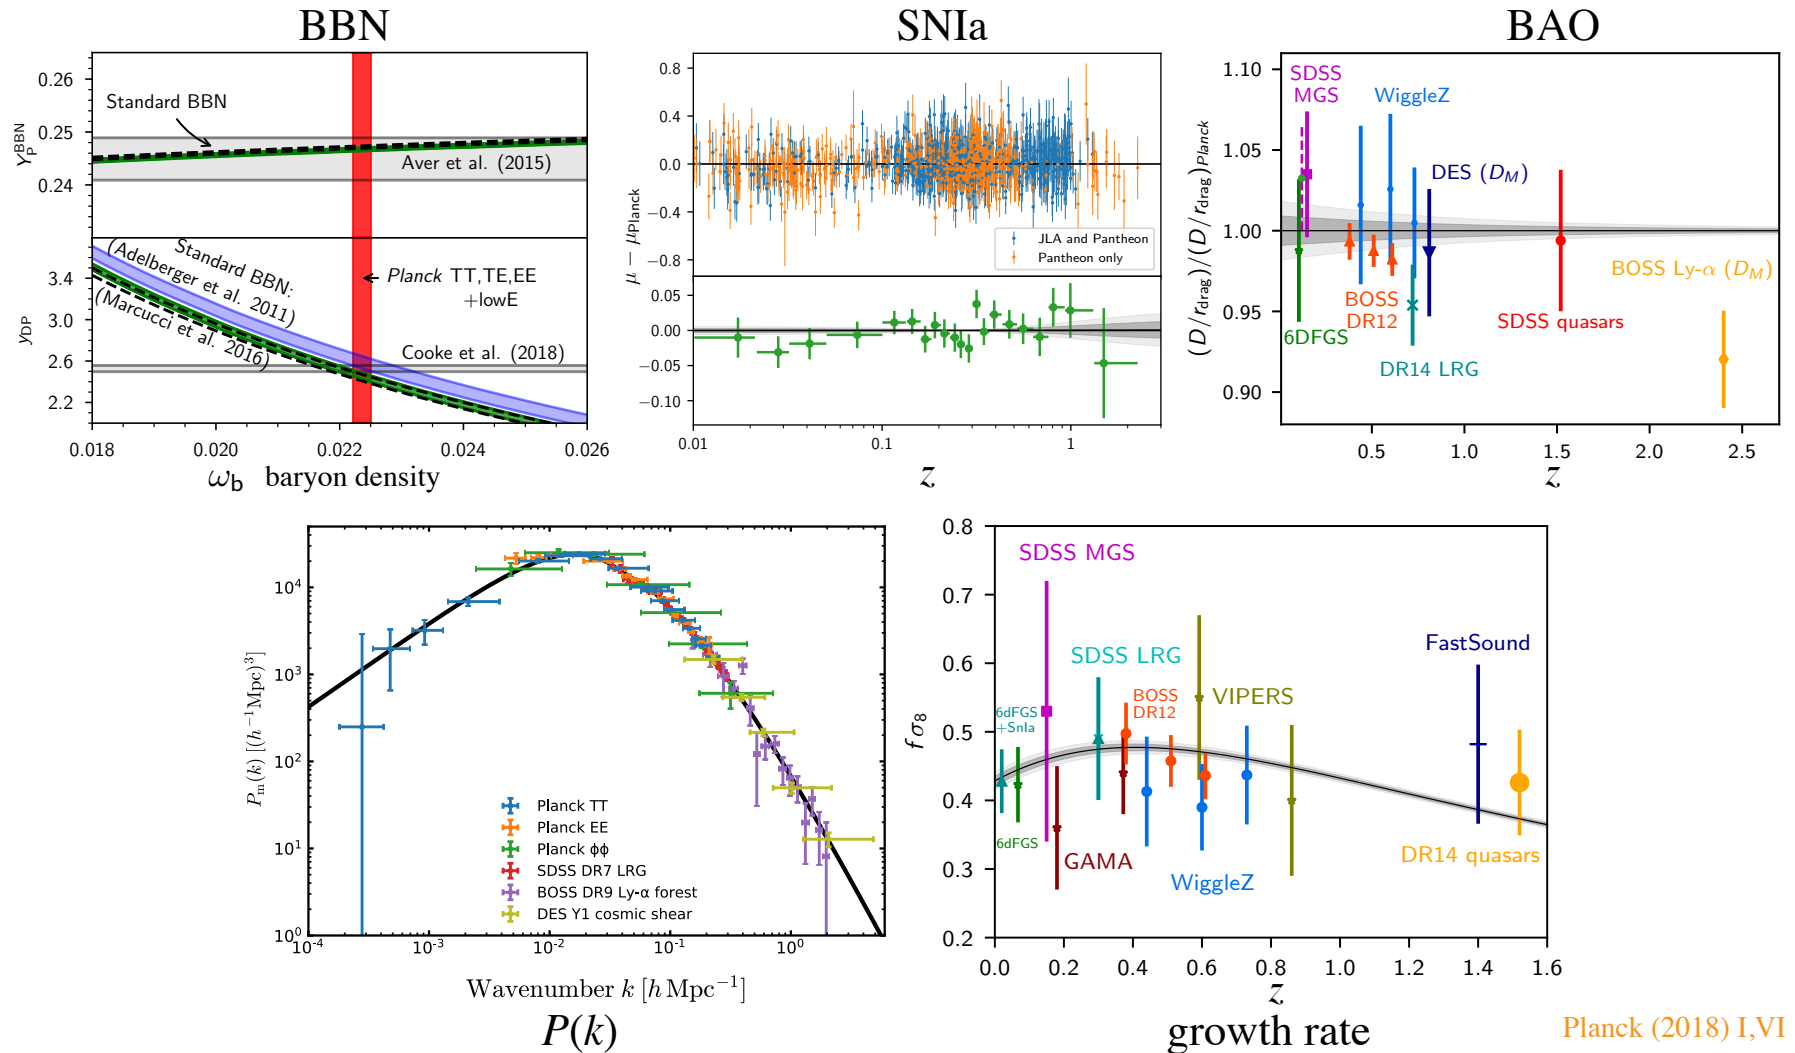 BBN
SNIa
BAO
0.26
0.25
0.24
Y_P^BBN
Standard BBN
Aver et al. (2015)
3.4
3.0
2.6
2.2
y_DP
Standard BBN:
(Adelberger et al. 2011)
(Marcucci et al. 2016)
Planck TT,TE,EE
+lowE
Cooke et al. (2018)
0.018
0.020
0.022
0.024
0.026
ω_b baryon density
0.8
0.4
0.0
−0.4
−0.8
μ − μ_Planck
JLA and Pantheon
Pantheon only
0.05
0.00
−0.05
−0.10
0.01
0.1
1
z
1.10
1.05
1.00
0.95
0.90
(D/r_drag)/(D/r_drag)_Planck
SDSS
MGS
WiggleZ
DES (D_M)
BOSS Ly-α (D_M)
BOSS
DR12
6DFGS
SDSS quasars
DR14 LRG
0.5
1.0
1.5
2.0
2.5
z
10^4
10^3
10^2
10^1
10^0
P_m(k) [(h^−1Mpc)^3]
Planck TT
Planck EE
Planck ϕϕ
SDSS DR7 LRG
BOSS DR9 Ly-α forest
DES Y1 cosmic shear
10^-4
10^-3
10^-2
10^-1
10^0
Wavenumber k [h Mpc^−1]
P(k)
0.8
0.7
0.6
0.5
0.4
0.3
0.2
fσ_8
SDSS MGS
SDSS LRG
FastSound
BOSS
DR12
VIPERS
6dFGS
+SnIa
6dFGS
GAMA
DR14 quasars
WiggleZ
0.0
0.2
0.4
0.6
0.8
1.0
1.2
1.4
1.6
z
growth rate
Planck (2018) I,VI